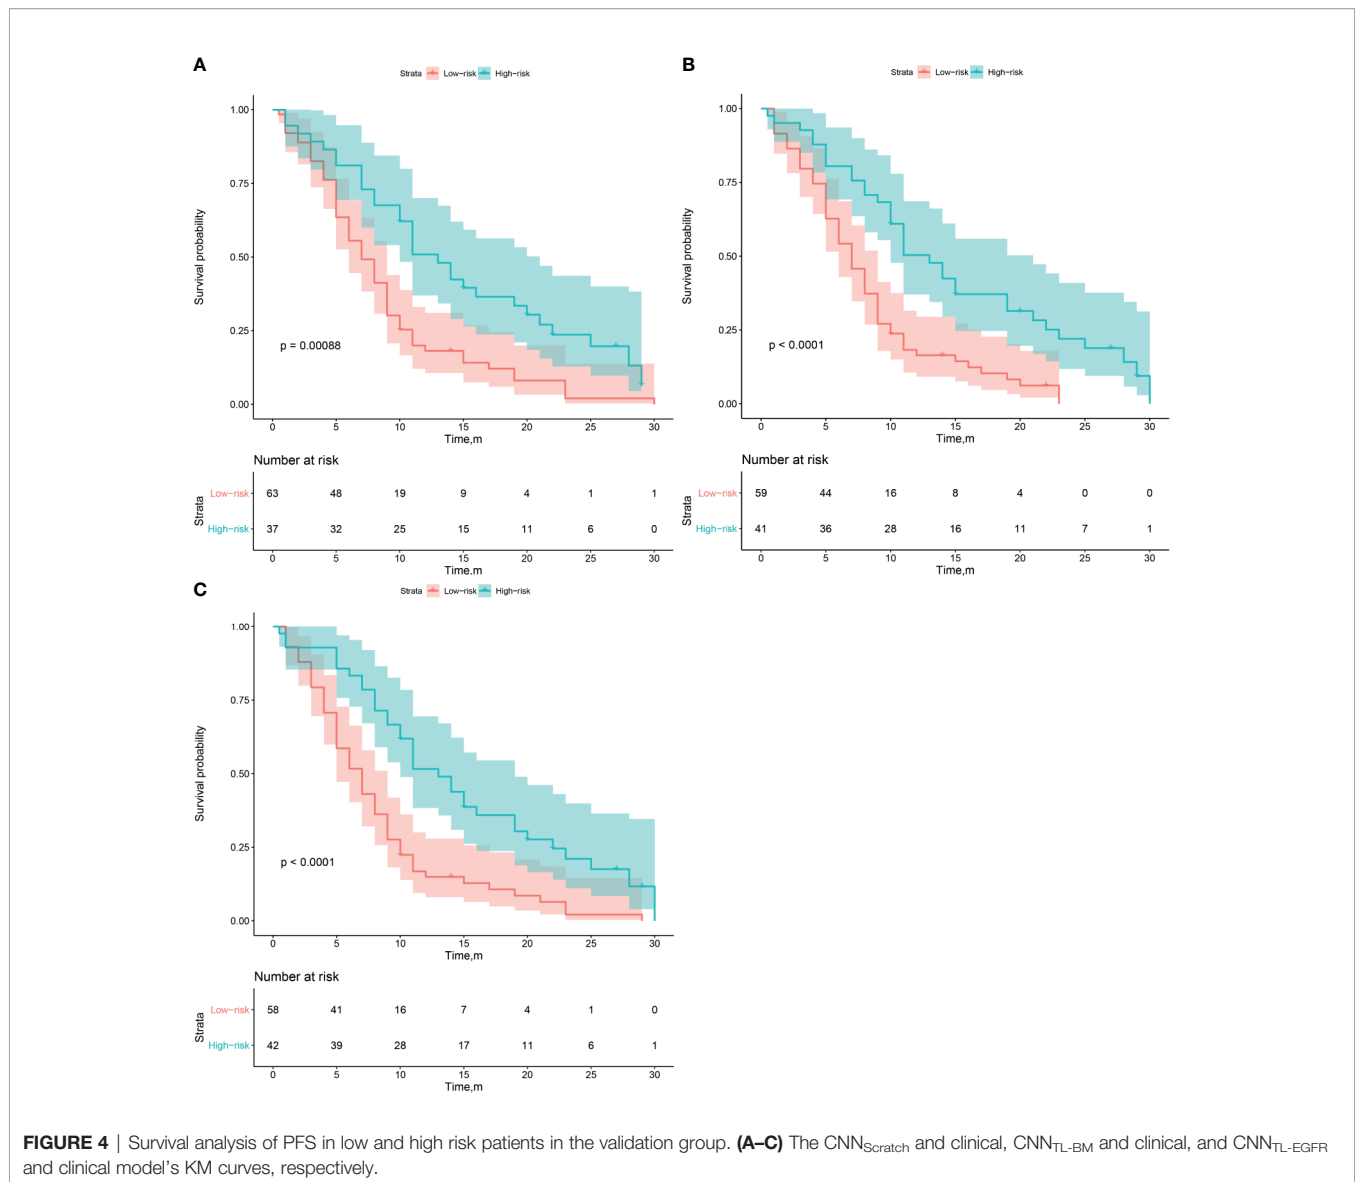 A
Strata Low-risk High-risk
Survival probability
1.00
0.75
0.50
0.25
0.00
p = 0.00088
0 5 10 15 20 25 30
Time,m
Number at risk
Strata
Low-risk 63 48 19 9 4 1 1
High-risk 37 32 25 15 11 6 0
0 5 10 15 20 25 30
Time,m
B
Strata Low-risk High-risk
Survival probability
1.00
0.75
0.50
0.25
0.00
p < 0.0001
0 5 10 15 20 25 30
Time,m
Number at risk
Strata
Low-risk 59 44 16 8 4 0 0
High-risk 41 36 28 16 11 7 1
0 5 10 15 20 25 30
Time,m
C
Strata Low-risk High-risk
Survival probability
1.00
0.75
0.50
0.25
0.00
p < 0.0001
0 5 10 15 20 25 30
Time,m
Number at risk
Strata
Low-risk 58 41 16 7 4 1 0
High-risk 42 39 28 17 11 6 1
0 5 10 15 20 25 30
Time,m
FIGURE 4 | Survival analysis of PFS in low and high risk patients in the validation group. (A–C) The CNNScratch and clinical, CNNTL-BM and clinical, and CNNTL-EGFR
and clinical model's KM curves, respectively.